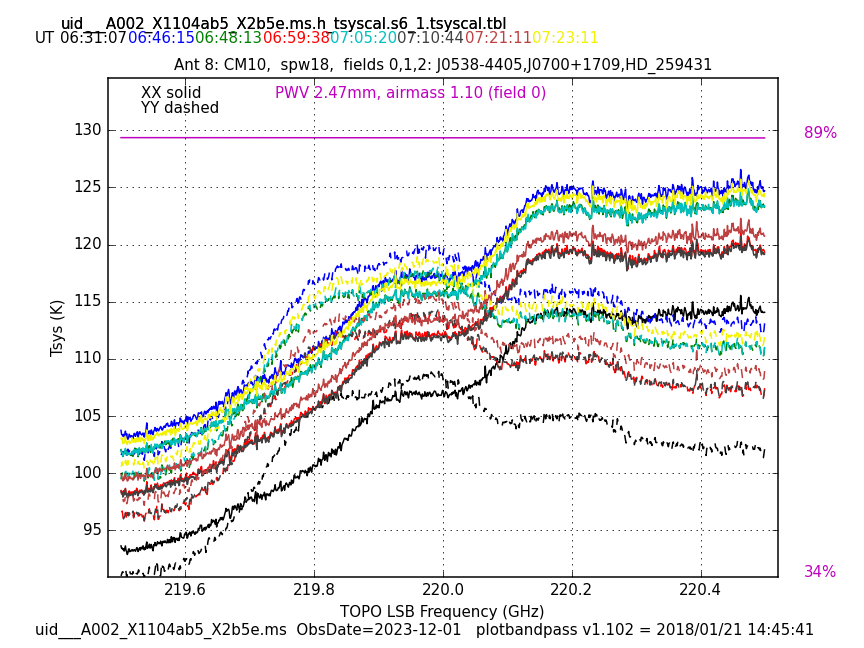 uid___A002_X1104ab5_X2b5e.ms.h_tsyscal.s6_1.tsyscal.tbl
UT 06:31:07 06:46:15 06:48:13 06:59:38 07:05:20 07:10:44 07:21:11 07:23:11
Ant 8: CM10,  spw18,  fields 0,1,2: J0538-4405,J0700+1709,HD_259431
XX solid
PWV 2.47mm, airmass 1.10 (field 0)
YY dashed
89%
130
125
120
115
110
105
100
95
Tsys (K)
34%
219.6 219.8 220.0 220.2 220.4
TOPO LSB Frequency (GHz)
uid___A002_X1104ab5_X2b5e.ms  ObsDate=2023-12-01   plotbandpass v1.102 = 2018/01/21 14:45:41